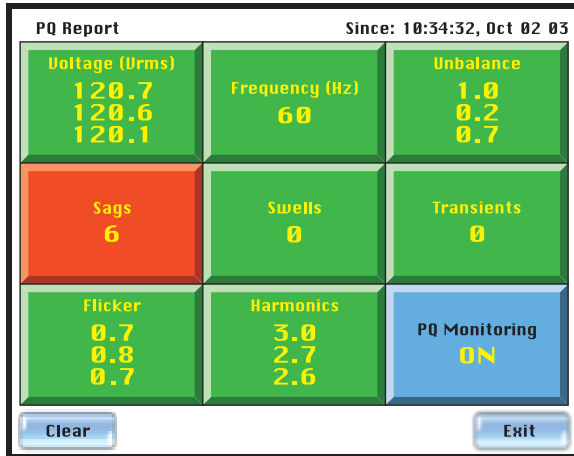 PQ Report Since: 10:34:32, Oct 02 03
Voltage (Vrms)
120.7
120.6
120.1
Frequency (Hz)
60
Unbalance
1.0
0.2
0.7
Sags
6
Swells
0
Transients
0
Flicker
0.7
0.8
0.7
Harmonics
3.0
2.7
2.6
PQ Monitoring
ON
Clear
Exit